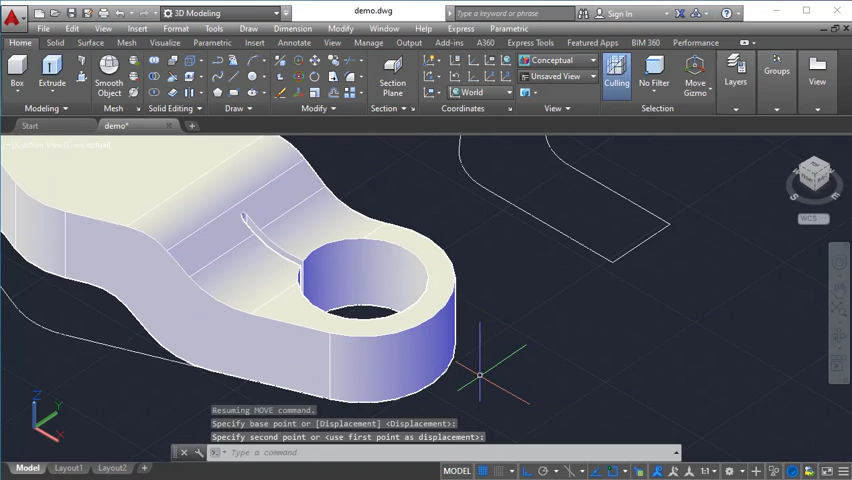 3D Modeling
demo.dwg
Type a keyword or phrase
Sign In
File Edit View Insert Format Tools Draw Dimension Modify Window Help Express Parametric
Home Solid Surface Mesh Visualize Parametric Insert Annotate View Manage Output Add-ins A360 Express Tools Featured Apps BIM 360 Performance
Box
Extrude
Smooth
Object
Section
Plane
Conceptual
Unsaved View
World
Culling
No Filter
Move
Gizmo
Layers
Groups
View
Modeling
Mesh
Solid Editing
Draw
Modify
Section
Coordinates
View
Selection
Start
demo*
TOP
S
E
WCS
Z
Y
X
Resuming MOVE command.
Specify base point or [Displacement] <Displacement>:
Specify second point or <use first point as displacement>:
Type a command
Model Layout1 Layout2
MODEL
1:1